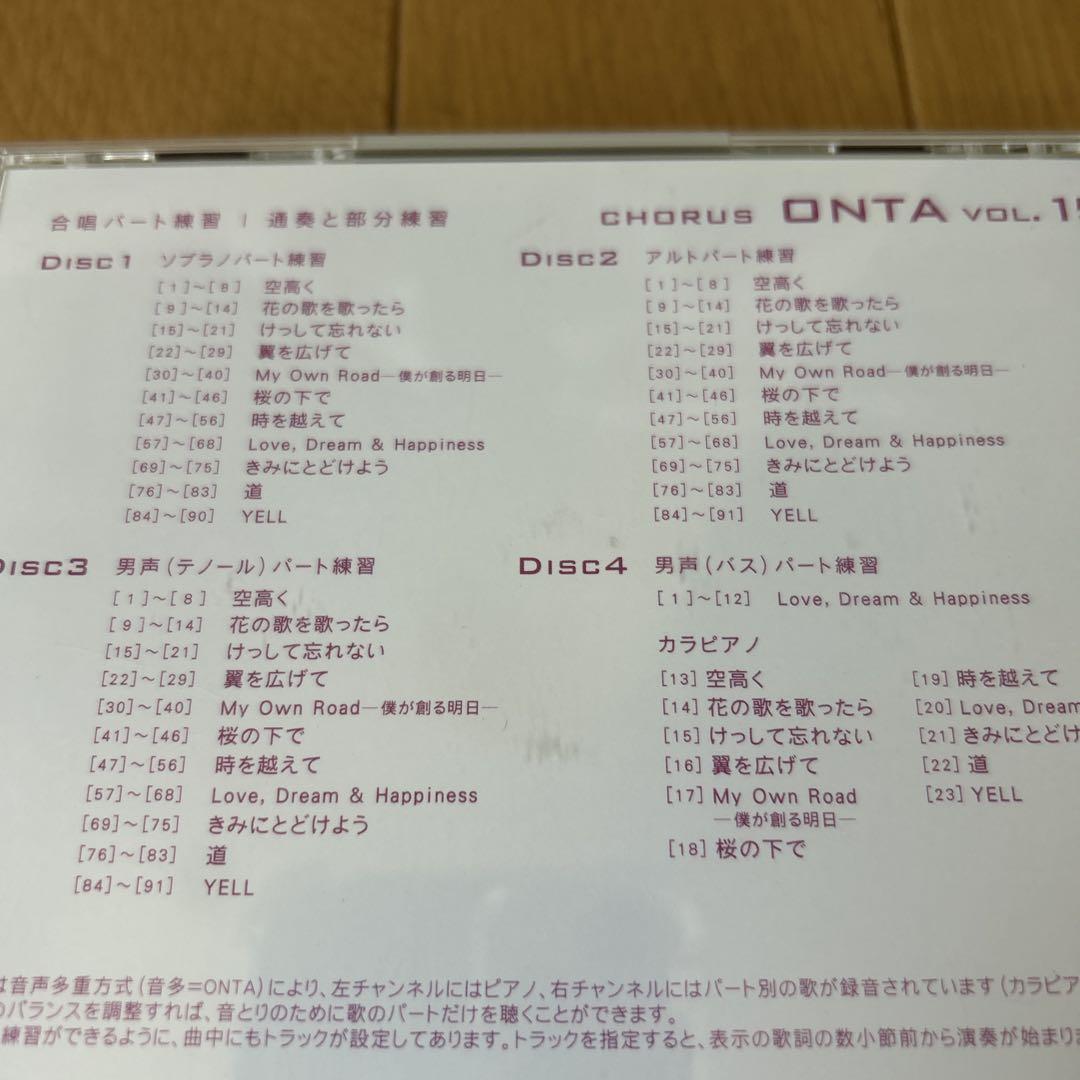 合唱パート練習 | 通奏と部分練習
CHORUS ONTA VOL.
DISC1 ソプラノパート練習
[1]～[8] 空高く
[9]～[14] 花の歌を歌ったら
[15]～[21] けっして忘れない
[22]～[29] 翼を広げて
[30]～[40] My Own Road―僕が創る明日―
[41]～[46] 桜の下で
[47]～[56] 時を越えて
[57]～[68] Love, Dream & Happiness
[69]～[75] きみにとどけよう
[76]～[83] 道
[84]～[90] YELL
DISC2 アルトパート練習
[1]～[8] 空高く
[9]～[14] 花の歌を歌ったら
[15]～[21] けっして忘れない
[22]～[29] 翼を広げて
[30]～[40] My Own Road―僕が創る明日―
[41]～[46] 桜の下で
[47]～[56] 時を越えて
[57]～[68] Love, Dream & Happiness
[69]～[75] きみにとどけよう
[76]～[83] 道
[84]～[91] YELL
DISC3 男声(テノール)パート練習
[1]～[8] 空高く
[9]～[14] 花の歌を歌ったら
[15]～[21] けっして忘れない
[22]～[29] 翼を広げて
[30]～[40] My Own Road―僕が創る明日―
[41]～[46] 桜の下で
[47]～[56] 時を越えて
[57]～[68] Love, Dream & Happiness
[69]～[75] きみにとどけよう
[76]～[83] 道
[84]～[91] YELL
DISC4 男声(バス)パート練習
[1]～[12] Love, Dream & Happiness
カラピアノ
[13] 空高く
[14] 花の歌を歌ったら
[15] けっして忘れない
[16] 翼を広げて
[17] My Own Road
―僕が創る明日―
[18] 桜の下で
[19] 時を越えて
[20] Love, Dream
[21] きみにとどけ
[22] 道
[23] YELL
は音声多重方式(音多=ONTA)により、左チャンネルにはピアノ、右チャンネルにはパート別の歌が録音されています(カラピア
のバランスを調整すれば、音とりのために歌のパートだけを聴くことができます。
練習ができるように、曲中にもトラックが設定してあります。トラックを指定すると、表示の歌詞の数小節前から演奏が始まりま